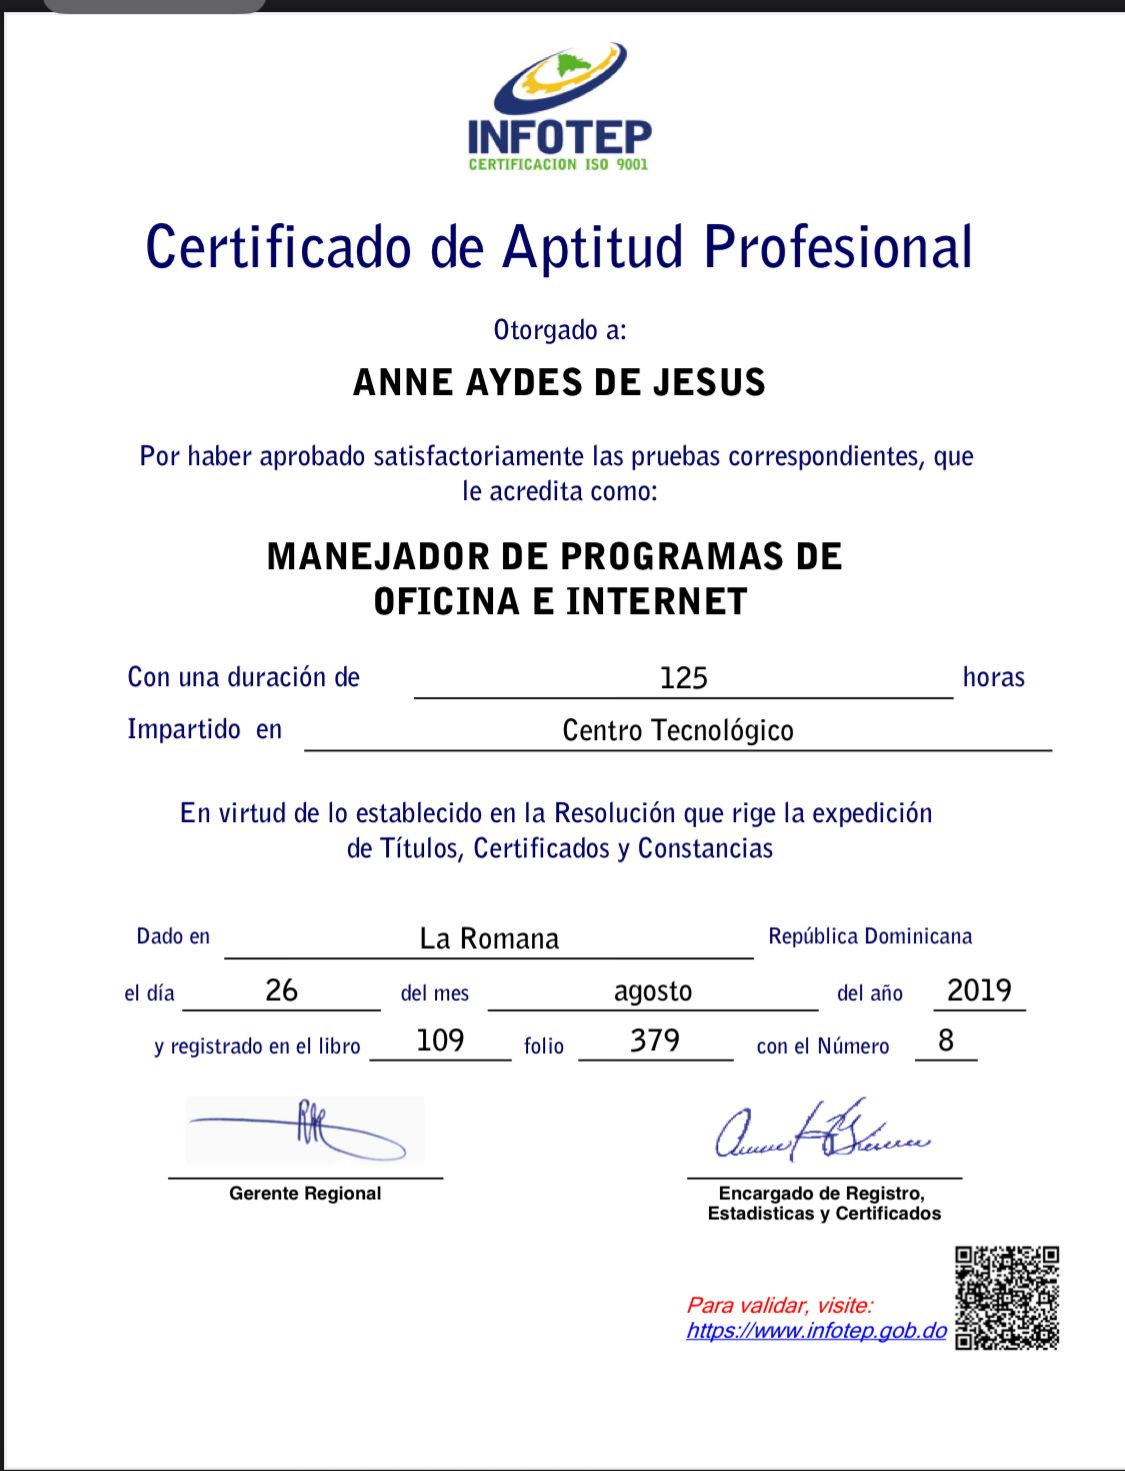 INFOTEP
CERTIFICACION ISO 9001
Certificado de Aptitud Profesional
Otorgado a:
ANNE AYDES DE JESUS
Por haber aprobado satisfactoriamente las pruebas correspondientes, que
le acredita como:
MANEJADOR DE PROGRAMAS DE
OFICINA E INTERNET
Con una duración de 125 horas
Impartido en Centro Tecnológico
En virtud de lo establecido en la Resolución que rige la expedición
de Títulos, Certificados y Constancias
Dado en La Romana República Dominicana
el día 26 del mes agosto del año 2019
y registrado en el libro 109 folio 379 con el Número 8
Gerente Regional
Encargado de Registro,
Estadisticas y Certificados
Para validar, visite:
https://www.infotep.gob.do